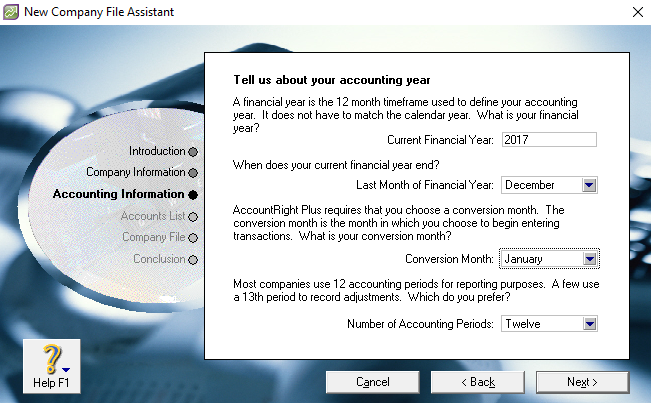 New Company File Assistant
Tell us about your accounting year
A financial year is the 12 month timeframe used to define your accounting
year. It does not have to match the calendar year. What is your financial
year?
Current Financial Year: 2017
When does your current financial year end?
Last Month of Financial Year: December
AccountRight Plus requires that you choose a conversion month. The
conversion month is the month in which you choose to begin entering
transactions. What is your conversion month?
Conversion Month: January
Most companies use 12 accounting periods for reporting purposes. A few use
a 13th period to record adjustments. Which do you prefer?
Number of Accounting Periods: Twelve
Introduction
Company Information
Accounting Information
Accounts List
Company File
Conclusion
Help F1
Cancel
< Back
Next >